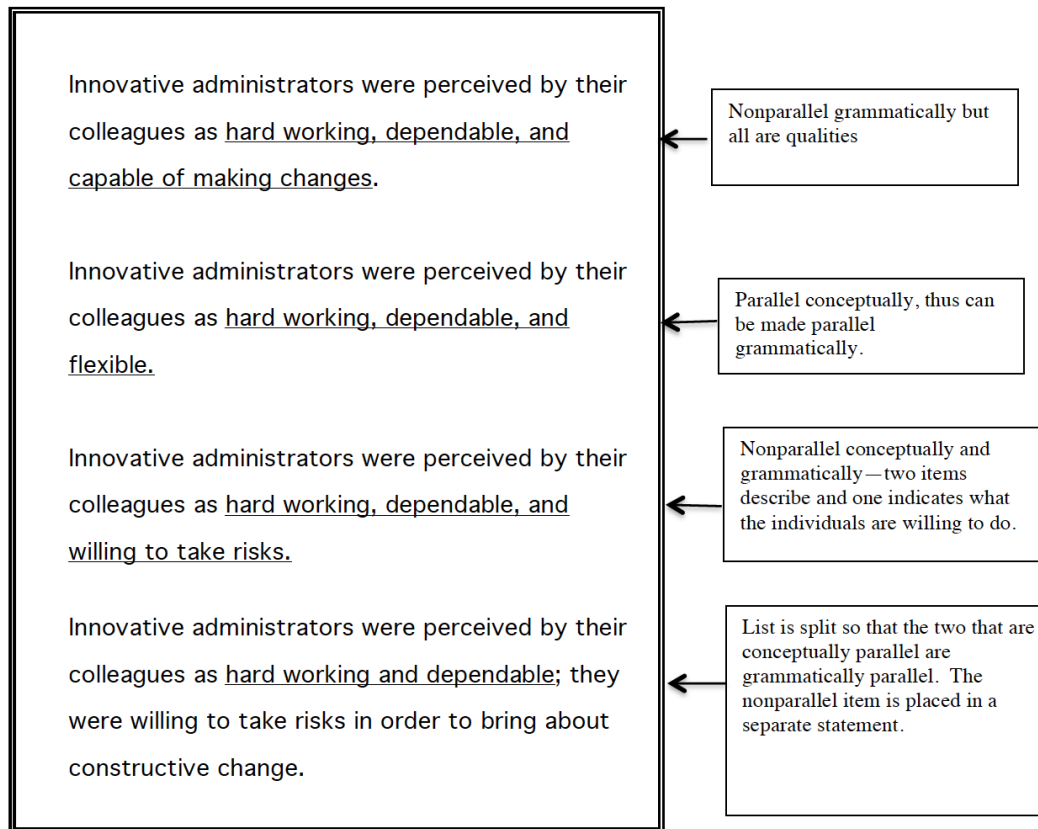 Innovative administrators were perceived by their
colleagues as hard working, dependable, and
capable of making changes.
Nonparallel grammatically but
all are qualities
Innovative administrators were perceived by their
colleagues as hard working, dependable, and
flexible.
Parallel conceptually, thus can
be made parallel
grammatically.
Innovative administrators were perceived by their
colleagues as hard working, dependable, and
willing to take risks.
Nonparallel conceptually and
grammatically—two items
describe and one indicates what
the individuals are willing to do.
Innovative administrators were perceived by their
colleagues as hard working and dependable; they
were willing to take risks in order to bring about
constructive change.
List is split so that the two that are
conceptually parallel are
grammatically parallel. The
nonparallel item is placed in a
separate statement.